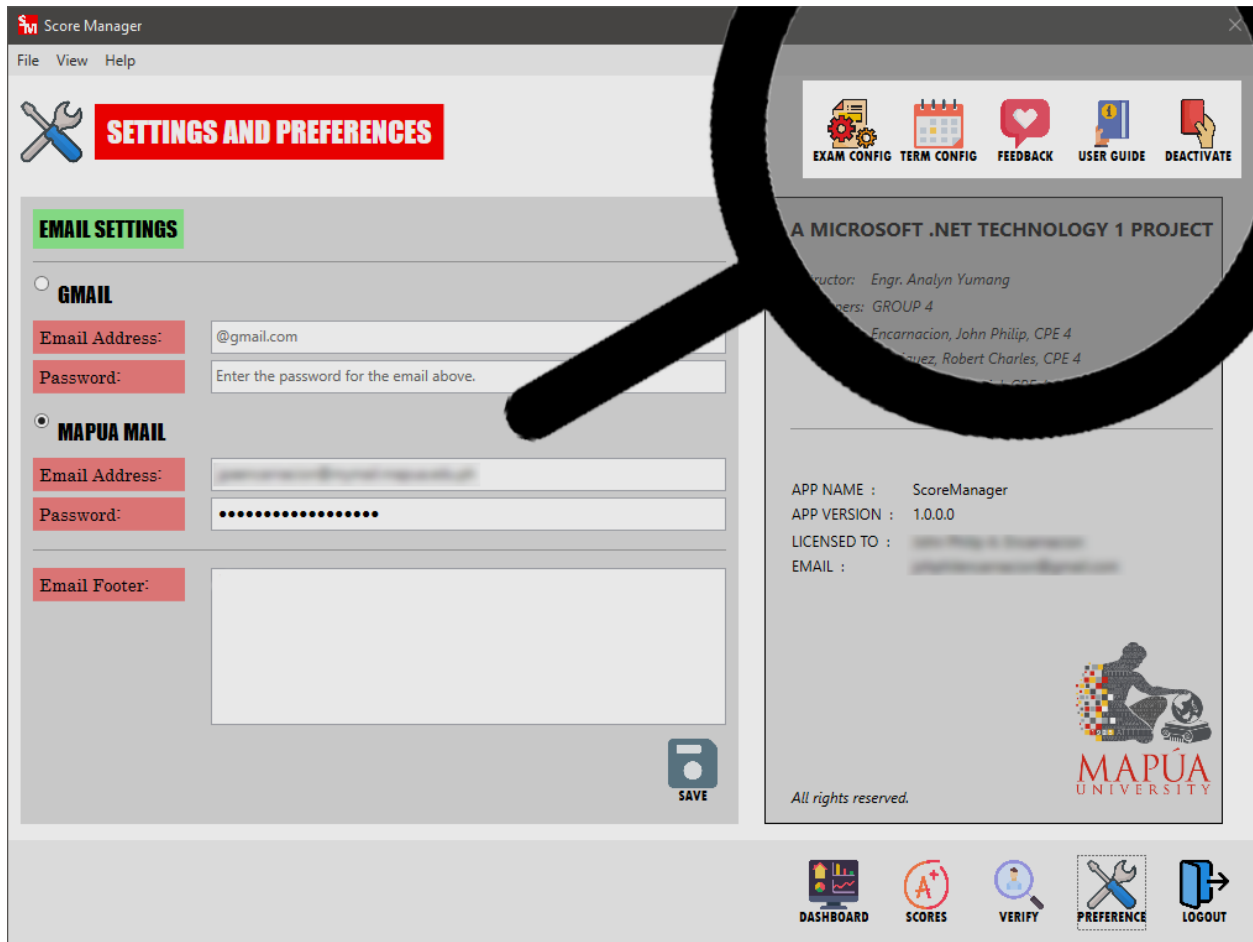 SM Score Manager
File View Help
SETTINGS AND PREFERENCES
EXAM CONFIG TERM CONFIG FEEDBACK USER GUIDE DEACTIVATE
EMAIL SETTINGS
GMAIL
Email Address: @gmail.com
Password: Enter the password for the email above.
MAPUA MAIL
Email Address:
Password: ••••••••••••••••••
Email Footer:
SAVE
A MICROSOFT .NET TECHNOLOGY 1 PROJECT
Engr. Analyn Yumang
GROUP 4
Encarnacion, John Philip, CPE 4
Robert Charles, CPE 4
APP NAME : ScoreManager
APP VERSION : 1.0.0.0
LICENSED TO :
EMAIL :
MAPÚA
UNIVERSITY
All rights reserved.
DASHBOARD SCORES VERIFY PREFERENCE LOGOUT